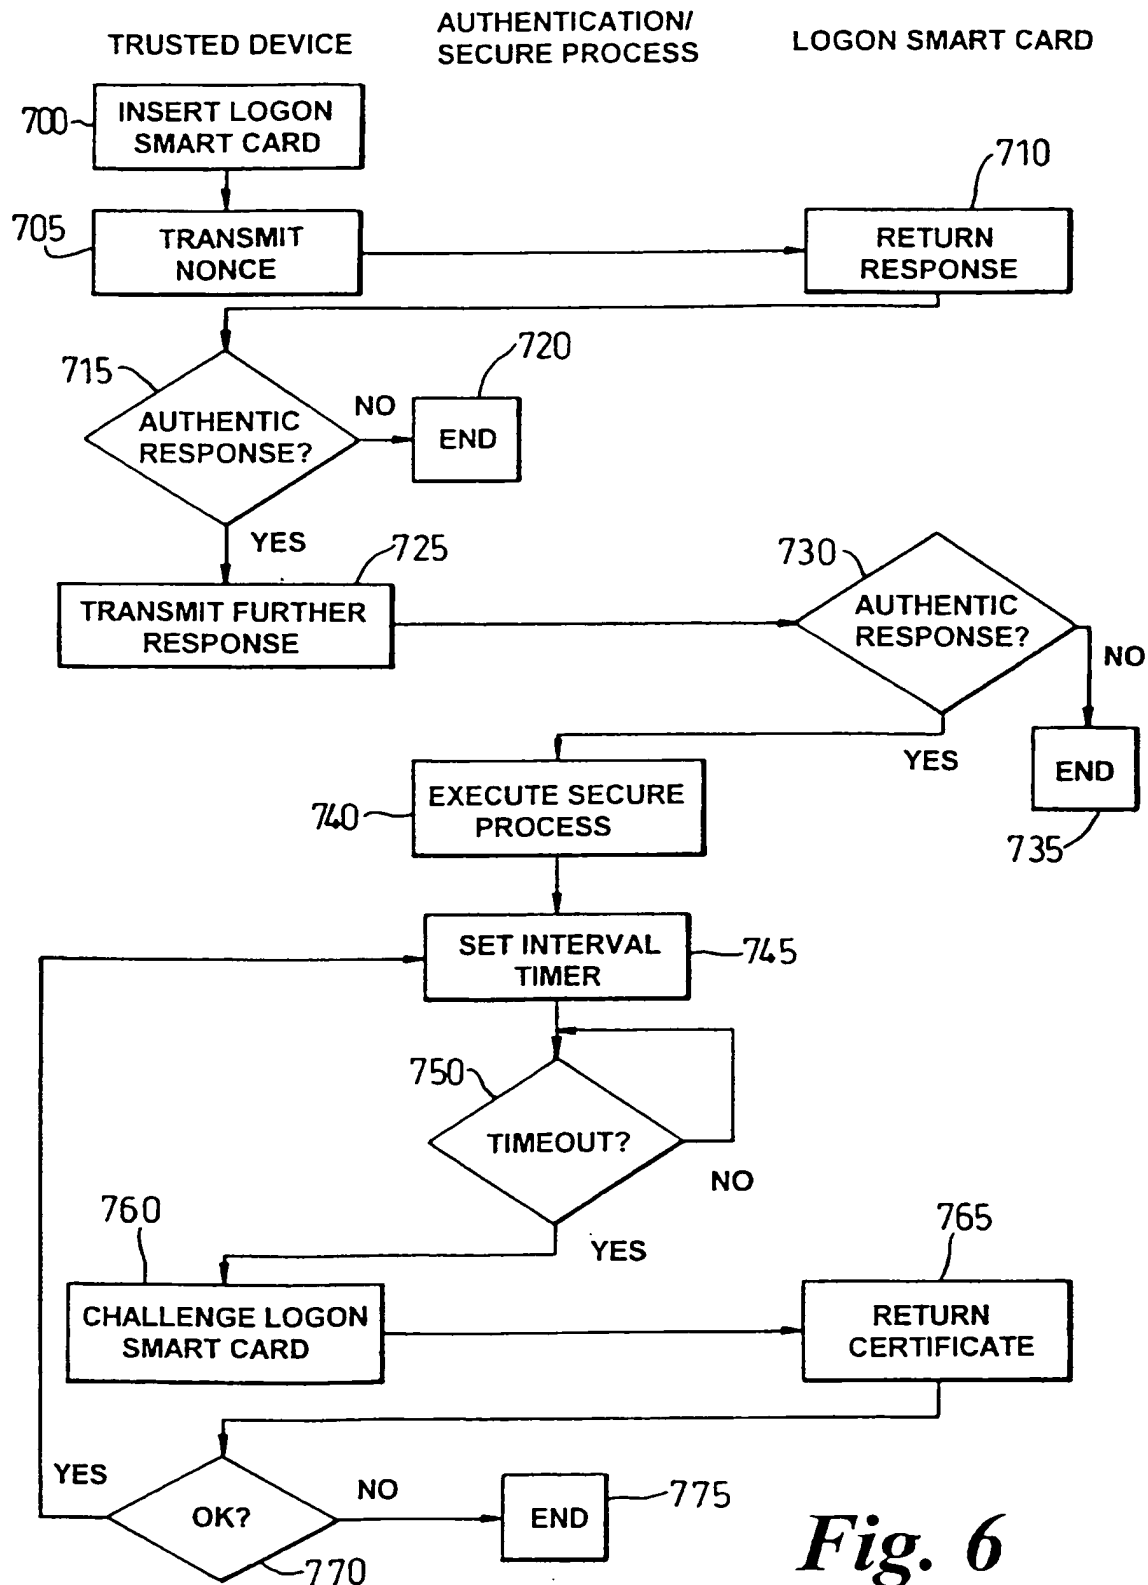 TRUSTED DEVICE
AUTHENTICATION/
SECURE PROCESS
LOGON SMART CARD
700
INSERT LOGON
SMART CARD
710
705
TRANSMIT
NONCE
RETURN
RESPONSE
715
AUTHENTIC
RESPONSE?
NO
720
END
YES
725
TRANSMIT FURTHER
RESPONSE
730
AUTHENTIC
RESPONSE?
NO
YES
END
735
740
EXECUTE SECURE
PROCESS
SET INTERVAL
TIMER
745
750
TIMEOUT?
NO
YES
760
CHALLENGE LOGON
SMART CARD
765
RETURN
CERTIFICATE
YES
OK?
NO
END
775
770
Fig. 6